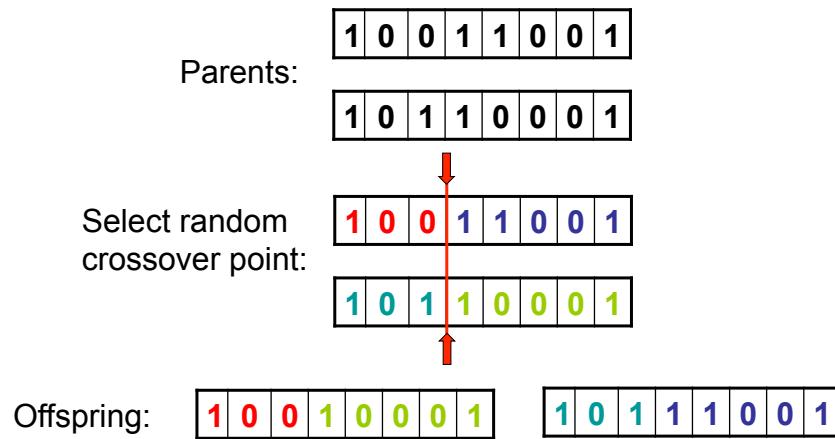 1 0 0 1 1 0 0 1
Parents:
1 0 1 1 0 0 0 1
Select random
crossover point:
1 0 0 1 1 0 0 1
1 0 1 1 0 0 0 1
Offspring: 1 0 0 1 0 0 0 1 1 0 1 1 1 0 0 1